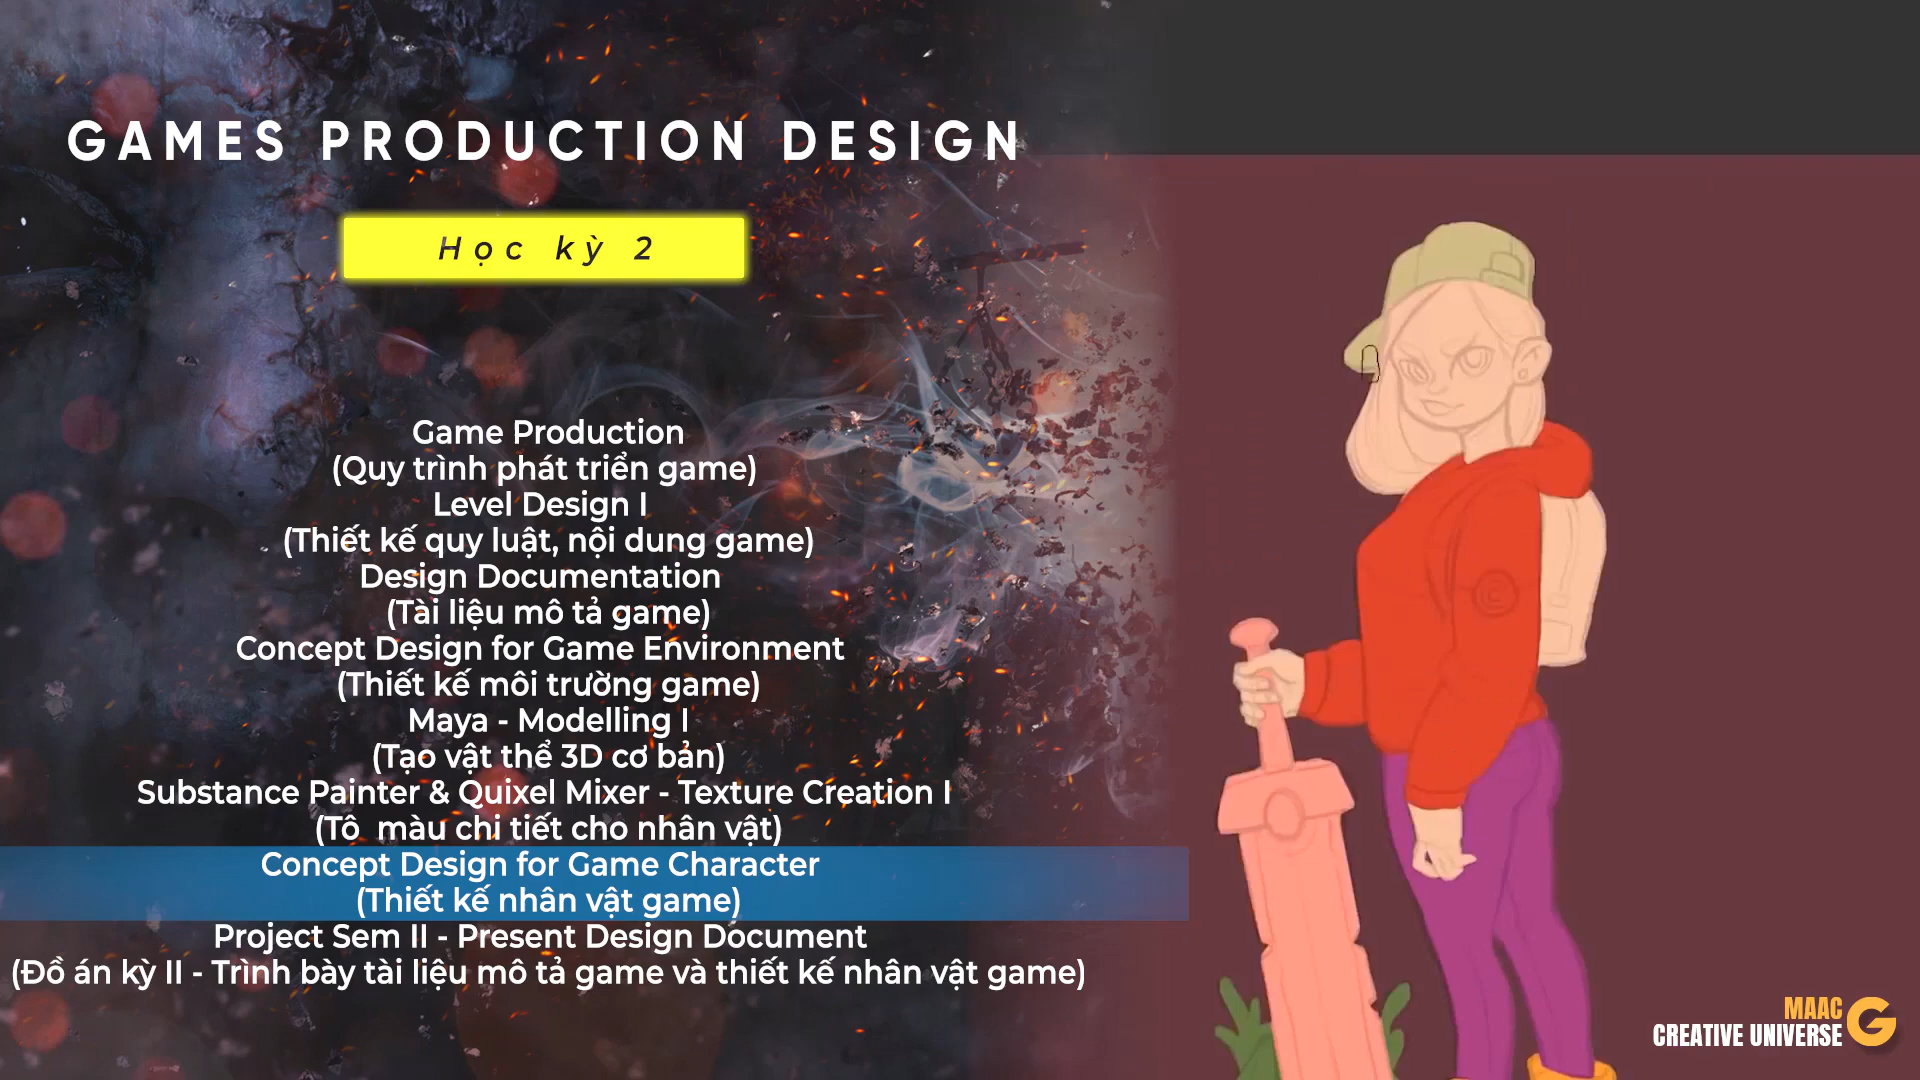 GAMES PRODUCTION DESIGN
Học kỳ 2
Game Production
(Quy trình phát triển game)
Level Design I
(Thiết kế quy luật, nội dung game)
Design Documentation
(Tài liệu mô tả game)
Concept Design for Game Environment
(Thiết kế môi trường game)
Maya - Modelling I
(Tạo vật thể 3D cơ bản)
Substance Painter & Quixel Mixer - Texture Creation I
(Tô màu chi tiết cho nhân vật)
Concept Design for Game Character
(Thiết kế nhân vật game)
Project Sem II - Present Design Document
(Đồ án kỳ II - Trình bày tài liệu mô tả game và thiết kế nhân vật game)
MAAC
CREATIVE UNIVERSE